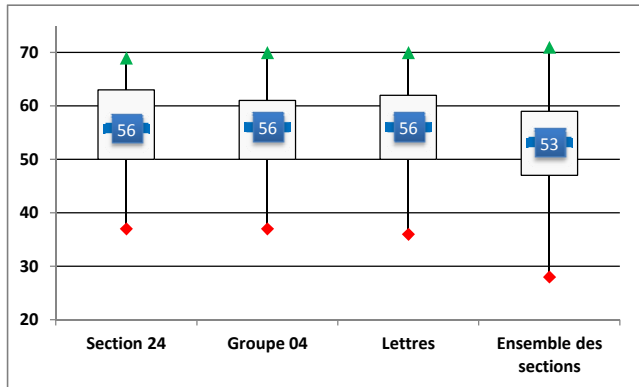 70
60
50
40
30
20
56
56
56
53
Section 24
Groupe 04
Lettres
Ensemble des
sections